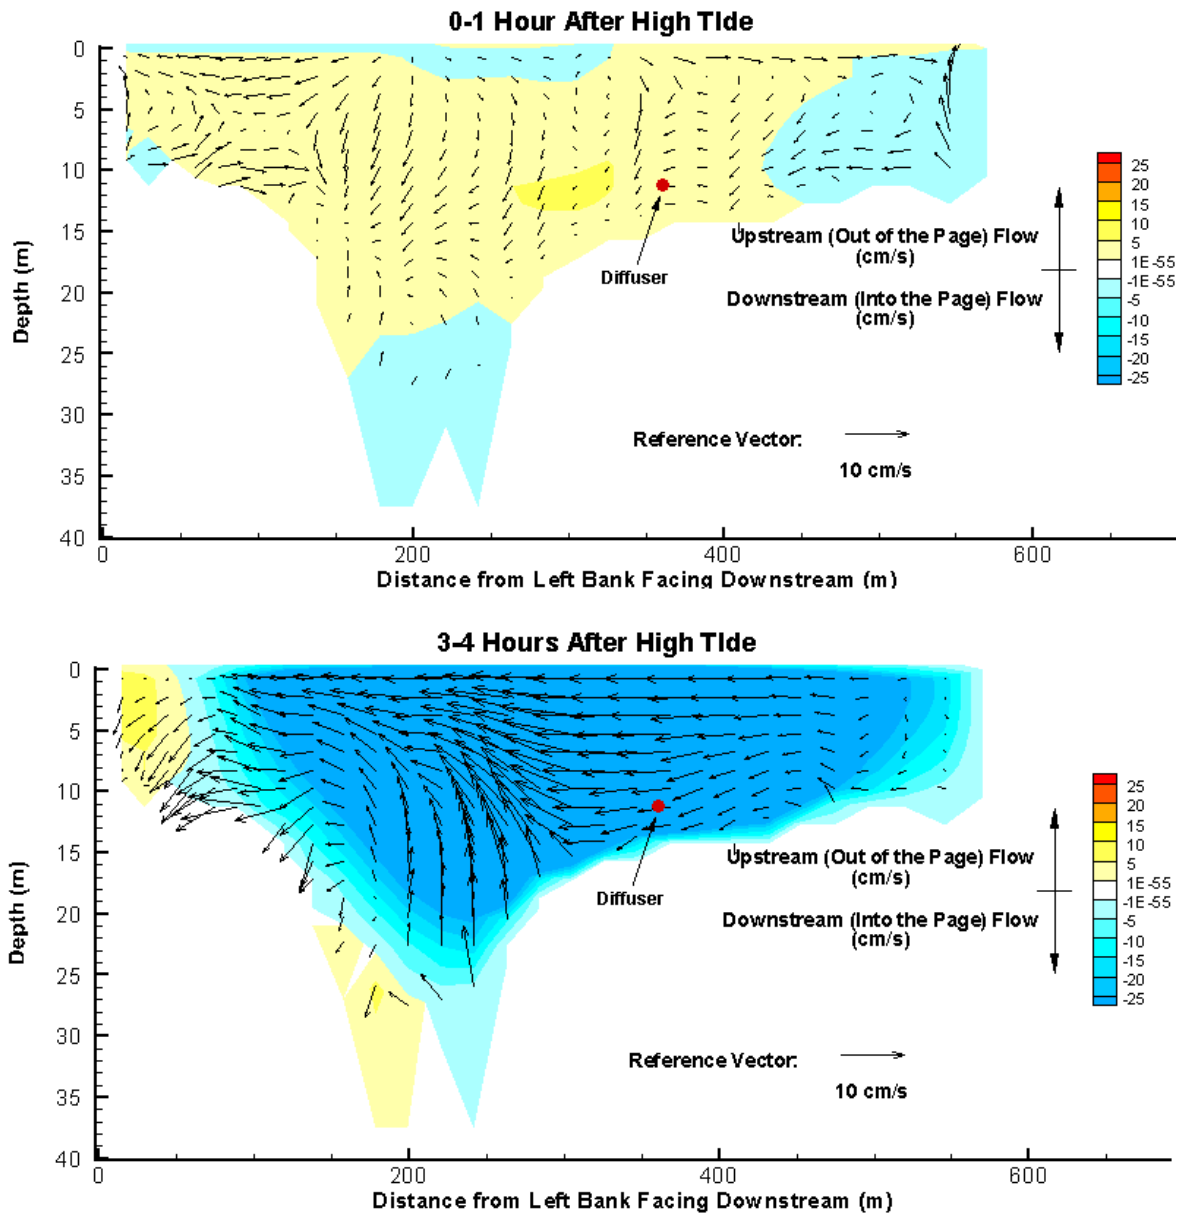 0-1 Hour After High TIde
0
5
10
15
20
25
30
35
40
Depth (m)
0
200
400
600
Distance from Left Bank Facing Downstream (m)
Diffuser
Upstream (Out of the Page) Flow
(cm/s)
Downstream (Into the Page) Flow
(cm/s)
Reference Vector:
10 cm/s
25
20
15
10
5
1E-55
-1E-55
-5
-10
-15
-20
-25
3-4 Hours After High TIde
0
5
10
15
20
25
30
35
40
Depth (m)
0
200
400
600
Distance from Left Bank Facing Downstream (m)
Diffuser
Upstream (Out of the Page) Flow
(cm/s)
Downstream (Into the Page) Flow
(cm/s)
Reference Vector:
10 cm/s
25
20
15
10
5
1E-55
-1E-55
-5
-10
-15
-20
-25